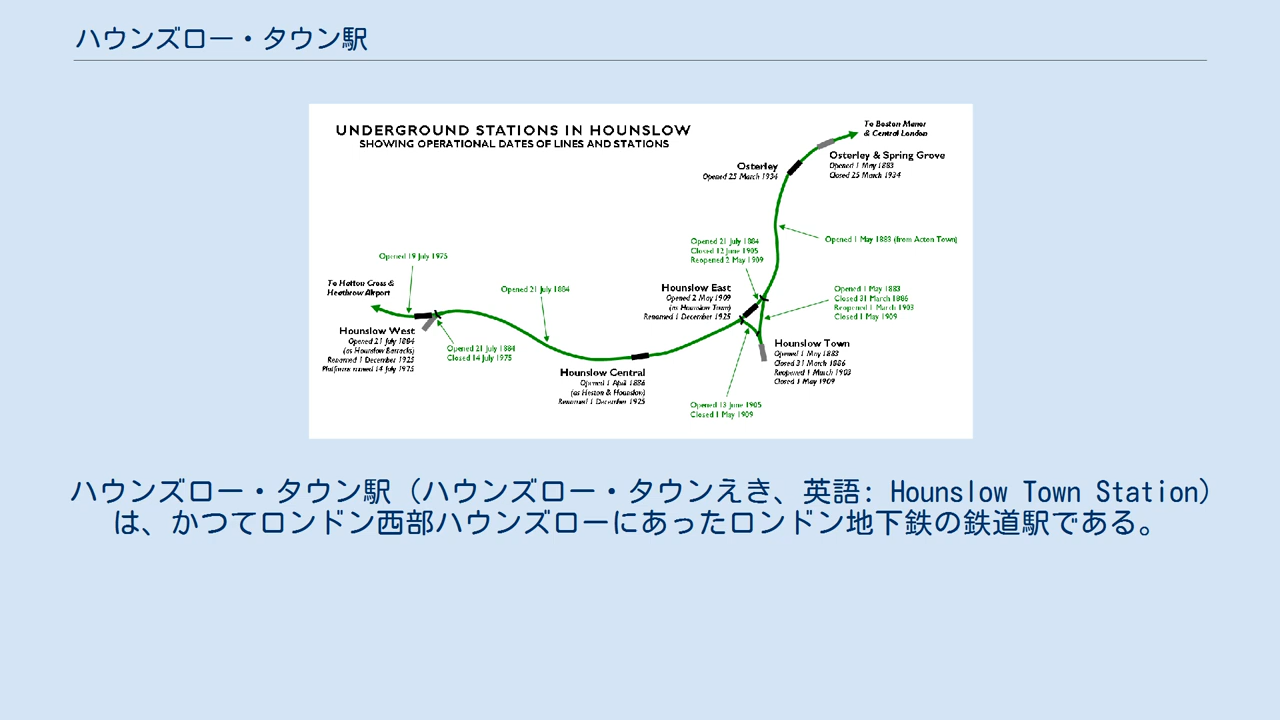 ハウンズロー・タウン駅
UNDERGROUND STATIONS IN HOUNSLOW
SHOWING OPERATIONAL DATES OF LINES AND STATIONS
To Boston Manor
& Central London
Osterley & Spring Grove
Opened 1 May 1883
Closed 25 March 1934
Osterley
Opened 25 March 1934
Opened 1 May 1883 (from Acton Town)
Opened 21 July 1884
Closed 12 June 1905
Reopened 2 May 1909
Opened 19 July 1975
To Hatton Cross &
Heathrow Airport
Opened 21 July 1884
Hounslow East
Opened 2 May 1909
(as Hounslow Town)
Renamed 1 December 1925
Opened 1 May 1883
Closed 31 March 1886
Reopened 1 March 1903
Closed 1 May 1909
Hounslow West
Opened 21 July 1884
(as Hounslow Barracks)
Renamed 1 December 1925
Platforms moved 14 July 1975
Opened 21 July 1884
Closed 14 July 1975
Hounslow Town
Opened 1 May 1883
Closed 31 March 1886
Reopened 1 March 1903
Closed 1 May 1909
Hounslow Central
Opened 1 April 1886
(as Heston & Hounslow)
Renamed 1 December 1925
Opened 13 June 1905
Closed 1 May 1909
ハウンズロー・タウン駅（ハウンズロー・タウンえき、英語: Hounslow Town Station）
は、かつてロンドン西部ハウンズローにあったロンドン地下鉄の鉄道駅である。